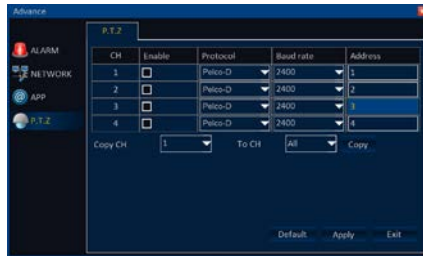 Advance
P.T.Z
ALARM
NETWORK
APP
P.T.Z
CH Enable Protocol Baud rate Address
1 Pelco-D 2400 1
2 Pelco-D 2400 2
3 Pelco-D 2400 3
4 Pelco-D 2400 4
Copy CH 1 To CH All Copy
Default Apply Exit